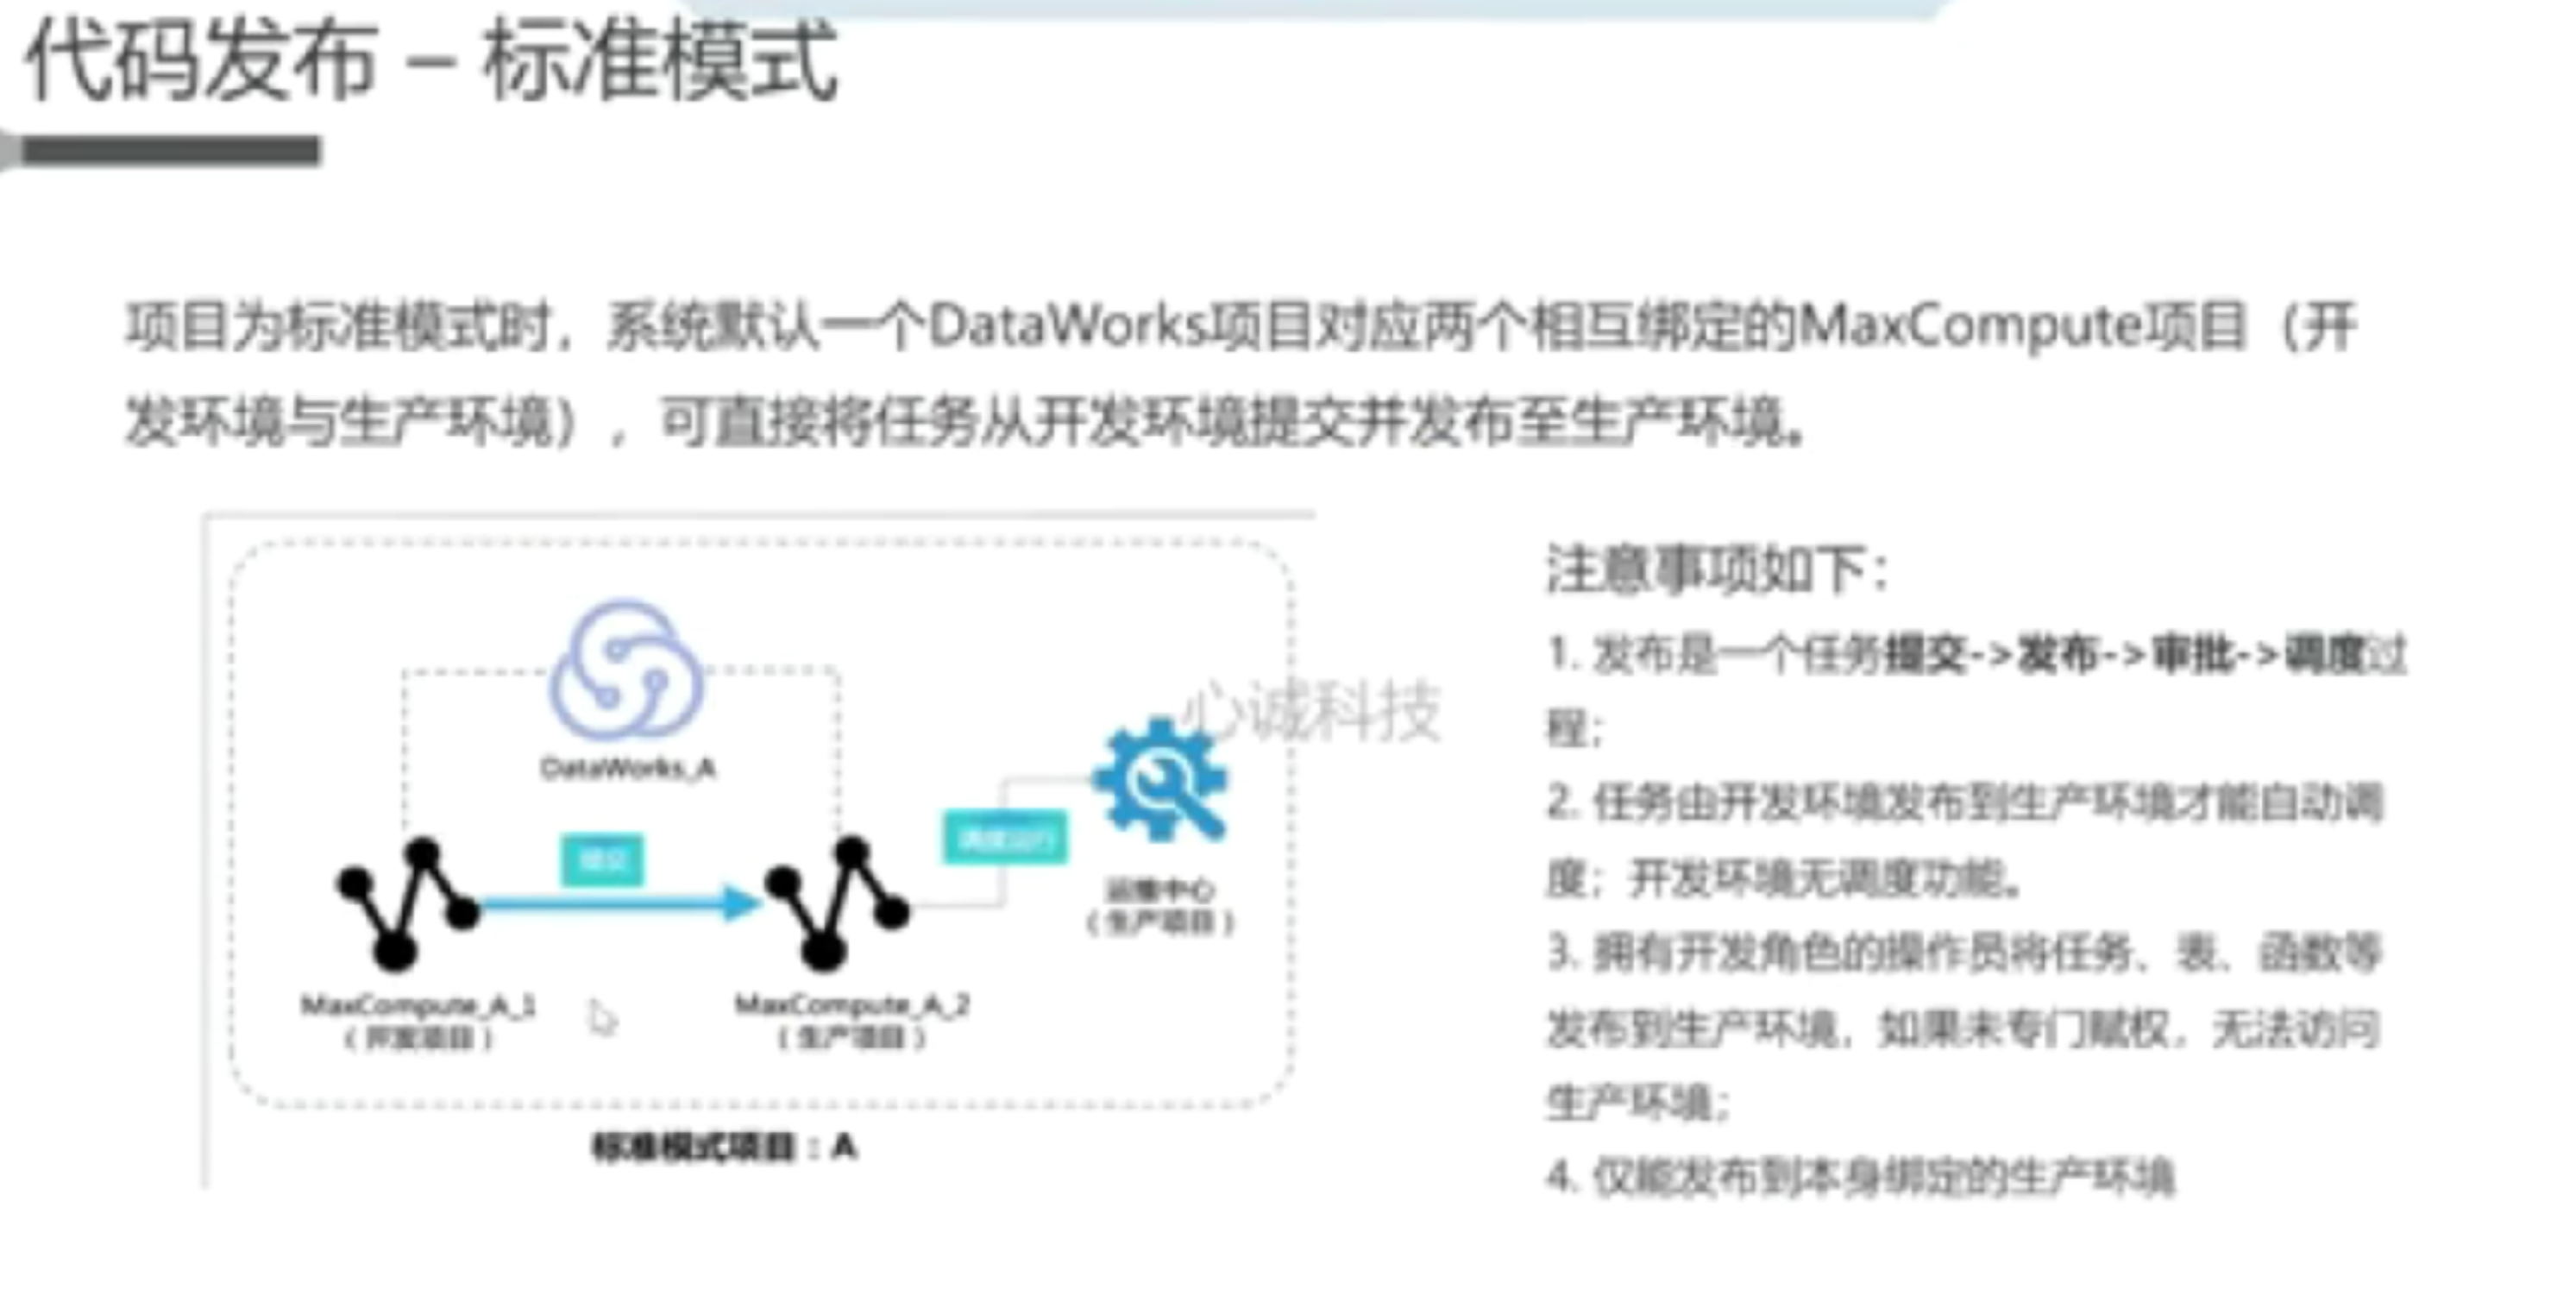 代码发布 – 标准模式
项目为标准模式时，系统默认一个DataWorks项目对应两个相互绑定的MaxCompute项目（开
发环境与生产环境），可直接将任务从开发环境提交并发布至生产环境。
DataWorks_A
提交
调度运行
运维中心
（生产项目）
MaxCompute_A_1
（开发项目）
MaxCompute_A_2
（生产项目）
标准模式项目：A
心诚科技
注意事项如下：
1. 发布是一个任务提交->发布->审批->调度过
程；
2. 任务由开发环境发布到生产环境才能自动调
度；开发环境无调度功能。
3. 拥有开发角色的操作员将任务、表、函数等
发布到生产环境，如果未专门赋权，无法访问
生产环境；
4. 仅能发布到本身绑定的生产环境